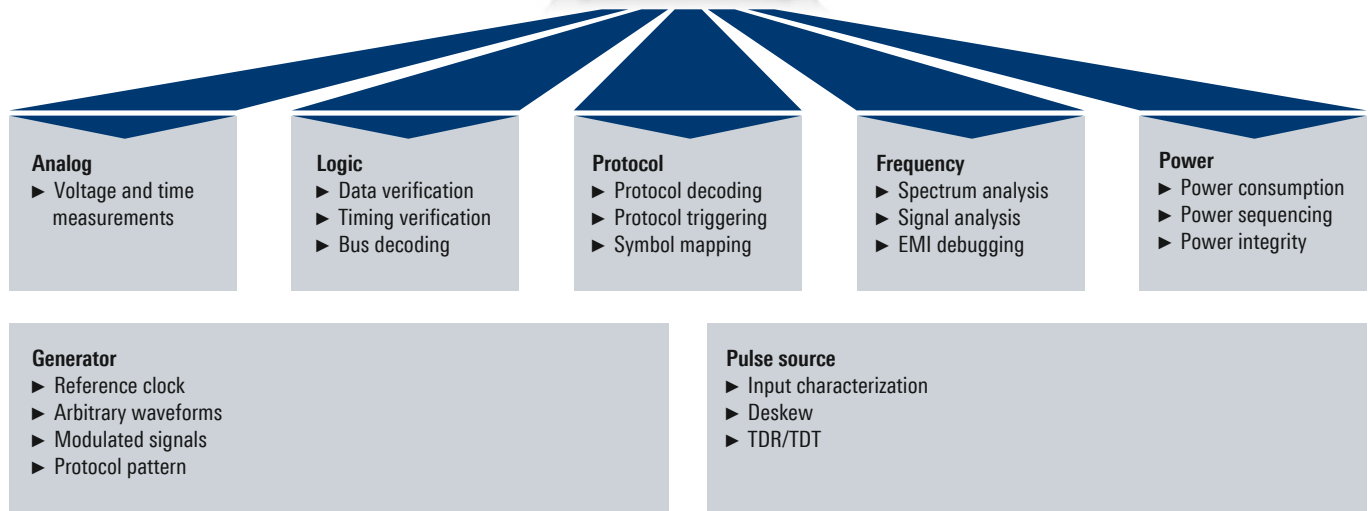 Analog
► Voltage and time
measurements
Logic
► Data verification
► Timing verification
► Bus decoding
Protocol
► Protocol decoding
► Protocol triggering
► Symbol mapping
Frequency
► Spectrum analysis
► Signal analysis
► EMI debugging
Power
► Power consumption
► Power sequencing
► Power integrity
Generator
► Reference clock
► Arbitrary waveforms
► Modulated signals
► Protocol pattern
Pulse source
► Input characterization
► Deskew
► TDR/TDT